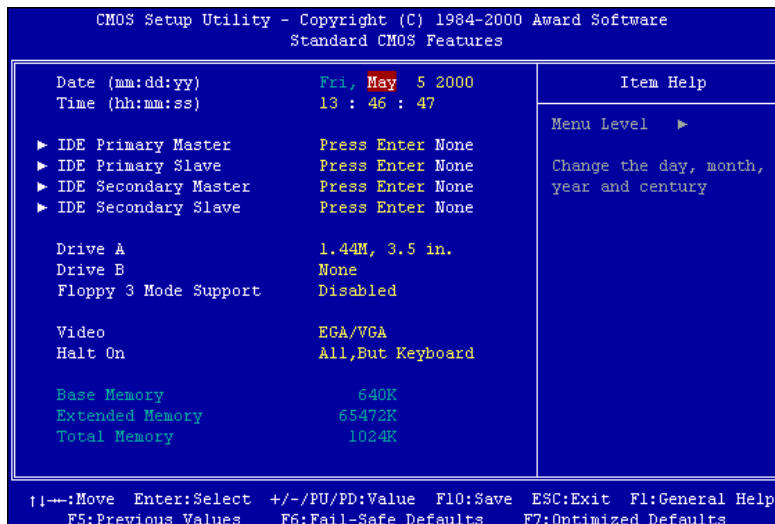 CMOS Setup Utility - Copyright (C) 1984-2000 Award Software
Standard CMOS Features
Date (mm:dd:yy) Fri, May 5 2000
Time (hh:mm:ss) 13 : 46 : 47
► IDE Primary Master Press Enter None
► IDE Primary Slave Press Enter None
► IDE Secondary Master Press Enter None
► IDE Secondary Slave Press Enter None
Drive A 1.44M, 3.5 in.
Drive B None
Floppy 3 Mode Support Disabled
Video EGA/VGA
Halt On All,But Keyboard
Base Memory 640K
Extended Memory 65472K
Total Memory 1024K
Item Help
Menu Level ►
Change the day, month,
year and century
↑↓→←:Move Enter:Select +/-/PU/PD:Value F10:Save ESC:Exit F1:General Help
F5:Previous Values F6:Fail-Safe Defaults F7:Optimized Defaults